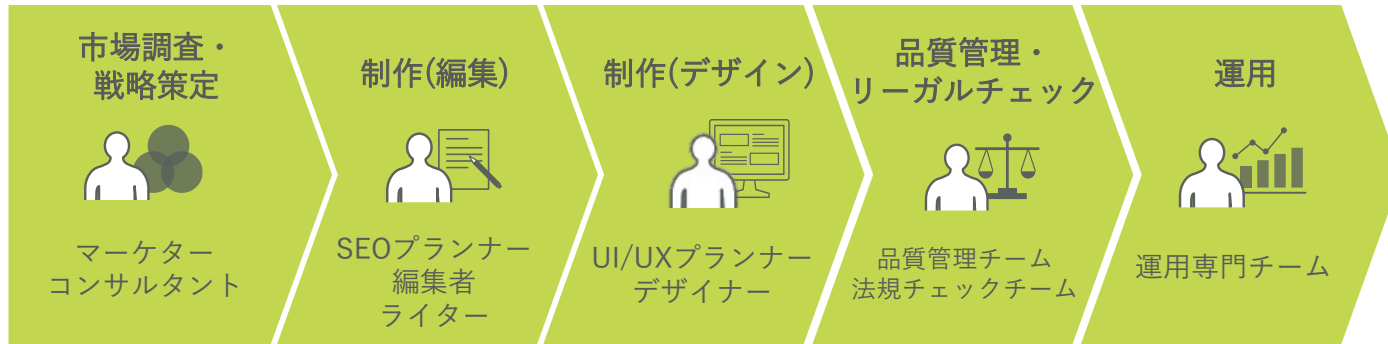 市場調査・
戦略策定
マーケター
コンサルタント
制作(編集)
SEOプランナー
編集者
ライター
制作(デザイン)
UI/UXプランナー
デザイナー
品質管理・
リーガルチェック
品質管理チーム
法規チェックチーム
運用
運用専門チーム